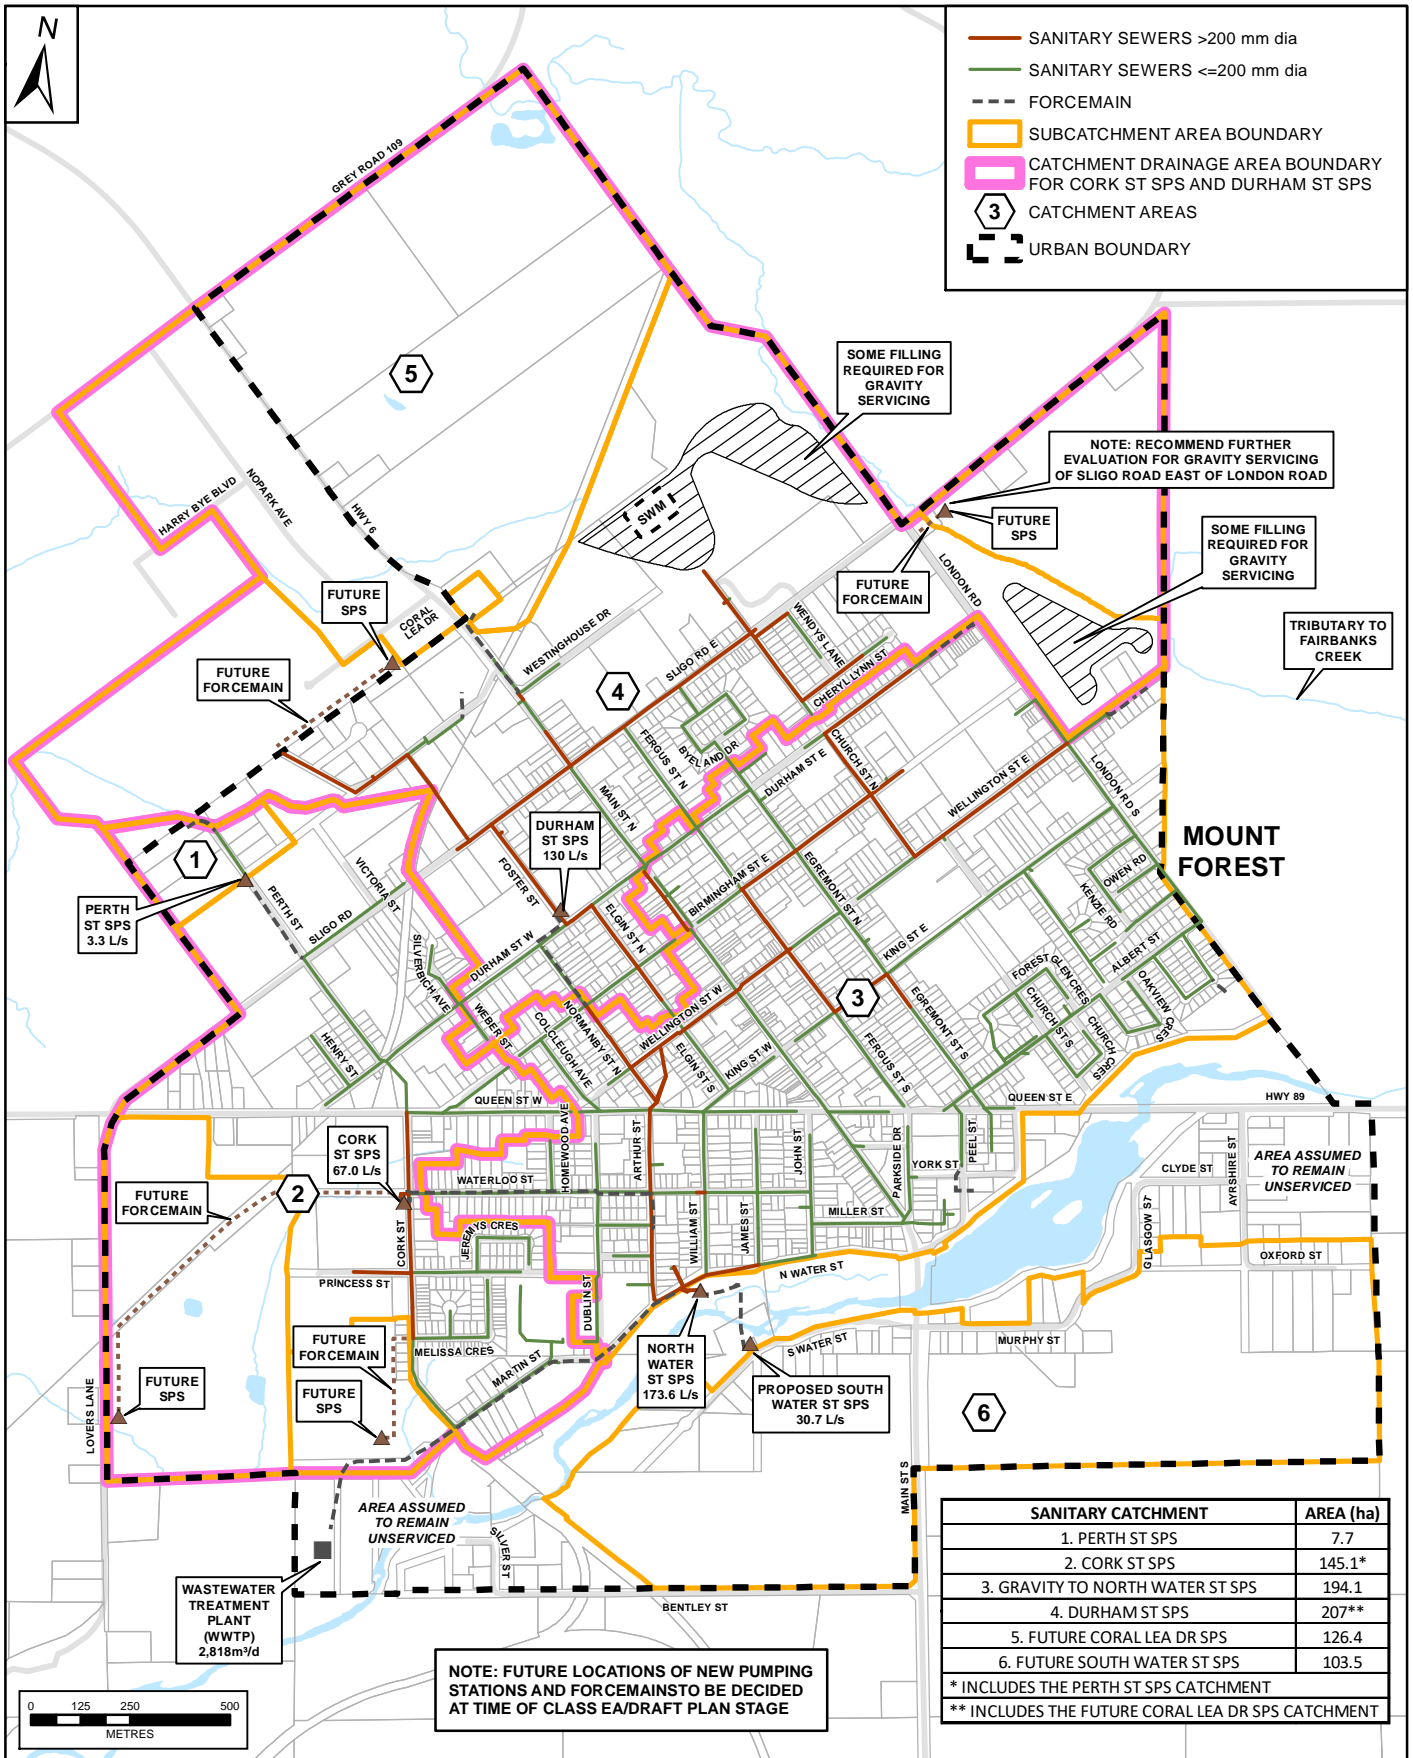 N
SANITARY SEWERS >200 mm dia
SANITARY SEWERS <=200 mm dia
FORCEMAIN
SUBCATCHMENT AREA BOUNDARY
CATCHMENT DRAINAGE AREA BOUNDARY
FOR CORK ST SPS AND DURHAM ST SPS
3
CATCHMENT AREAS
URBAN BOUNDARY
GREY ROAD 109
5
SOME FILLING
REQUIRED FOR
GRAVITY
SERVICING
NOTE: RECOMMEND FURTHER
EVALUATION FOR GRAVITY SERVICING
OF SLIGO ROAD EAST OF LONDON ROAD
HARRY BYE BLVD
NOPARK AVE
HWY 6
SWM
FUTURE
SPS
SOME FILLING
REQUIRED FOR
GRAVITY
SERVICING
FUTURE
FORCEMAIN
LONDON RD
FUTURE
SPS
CORAL
LEA DR
WESTINGHOUSE DR
WENDYS LANE
TRIBUTARY TO
FAIRBANKS
CREEK
FUTURE
FORCEMAIN
4
SLIGO RD E
CHERYL LYNN ST
FERGUS ST N
BYELAND DR
CHURCH ST N
DURHAM ST E
MAIN ST N
WELLINGTON ST E
LONDON RD S
MOUNT
FOREST
1
DURHAM
ST SPS
130 L/s
FOSTER ST
VICTORIA ST
PERTH ST
SLIGO RD
PERTH
ST SPS
3.3 L/s
BIRMINGHAM ST E
EGREMONT ST N
OWEN RD
KENZIE RD
ELGIN ST N
KING ST E
ALBERT ST
DURHAM ST W
SILVERBICH AVE
FOREST GLEN CRES
OAKVIEW CRES
WEBER ST
NORMANBY ST N
WELLINGTON ST W
3
EGREMONT ST S
CHURCH ST S
CHURCH CRES
COLCLEUGH AVE
HENRY ST
ELGIN ST S
KING ST W
FERGUS ST S
QUEEN ST W
QUEEN ST E
HWY 89
CORK
ST SPS
67.0 L/s
HOMEWOOD AVE
ARTHUR ST
JOHN ST
PARKSIDE DR
PEEL ST
YORK ST
CLYDE ST
AYRSHIRE ST
AREA ASSUMED
TO REMAIN
UNSERVICED
FUTURE
FORCEMAIN
2
WATERLOO ST
MILLER ST
CORK ST
JEREMYS CRES
WILLIAM ST
JAMES ST
GLASGOW ST
OXFORD ST
PRINCESS ST
N WATER ST
DUBLIN ST
FUTURE
FORCEMAIN
MELISSA CRES
MARTIN ST
NORTH
WATER
ST SPS
173.6 L/s
S WATER ST
MURPHY ST
FUTURE
SPS
FUTURE
SPS
PROPOSED SOUTH
WATER ST SPS
30.7 L/s
6
LOVERS LANE
MAIN ST S
AREA ASSUMED
TO REMAIN
UNSERVICED
SILVER ST
WASTEWATER
TREATMENT
PLANT
(WWTP)
2,818m³/d
BENTLEY ST
SANITARY CATCHMENT AREA (ha)
1. PERTH ST SPS 7.7
2. CORK ST SPS 145.1*
3. GRAVITY TO NORTH WATER ST SPS 194.1
4. DURHAM ST SPS 207**
5. FUTURE CORAL LEA DR SPS 126.4
6. FUTURE SOUTH WATER ST SPS 103.5
* INCLUDES THE PERTH ST SPS CATCHMENT
** INCLUDES THE FUTURE CORAL LEA DR SPS CATCHMENT
NOTE: FUTURE LOCATIONS OF NEW PUMPING
STATIONS AND FORCEMAINSTO BE DECIDED
AT TIME OF CLASS EA/DRAFT PLAN STAGE
0 125 250 500
METRES